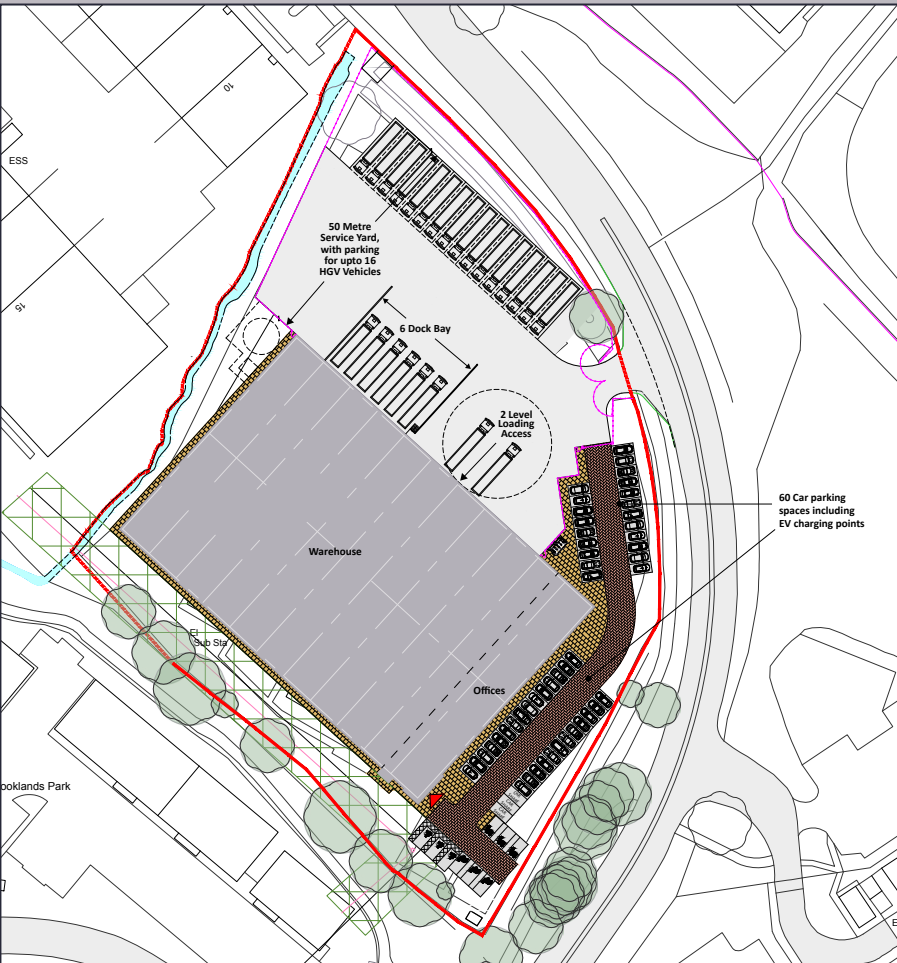 10
ESS
50 Metre
Service Yard,
with parking
for upto 16
HGV Vehicles
15
6 Dock Bay
2 Level
Loading
Access
60 Car parking
spaces including
EV charging points
Warehouse
El
Sub Sta
Offices
ooklands Park
E